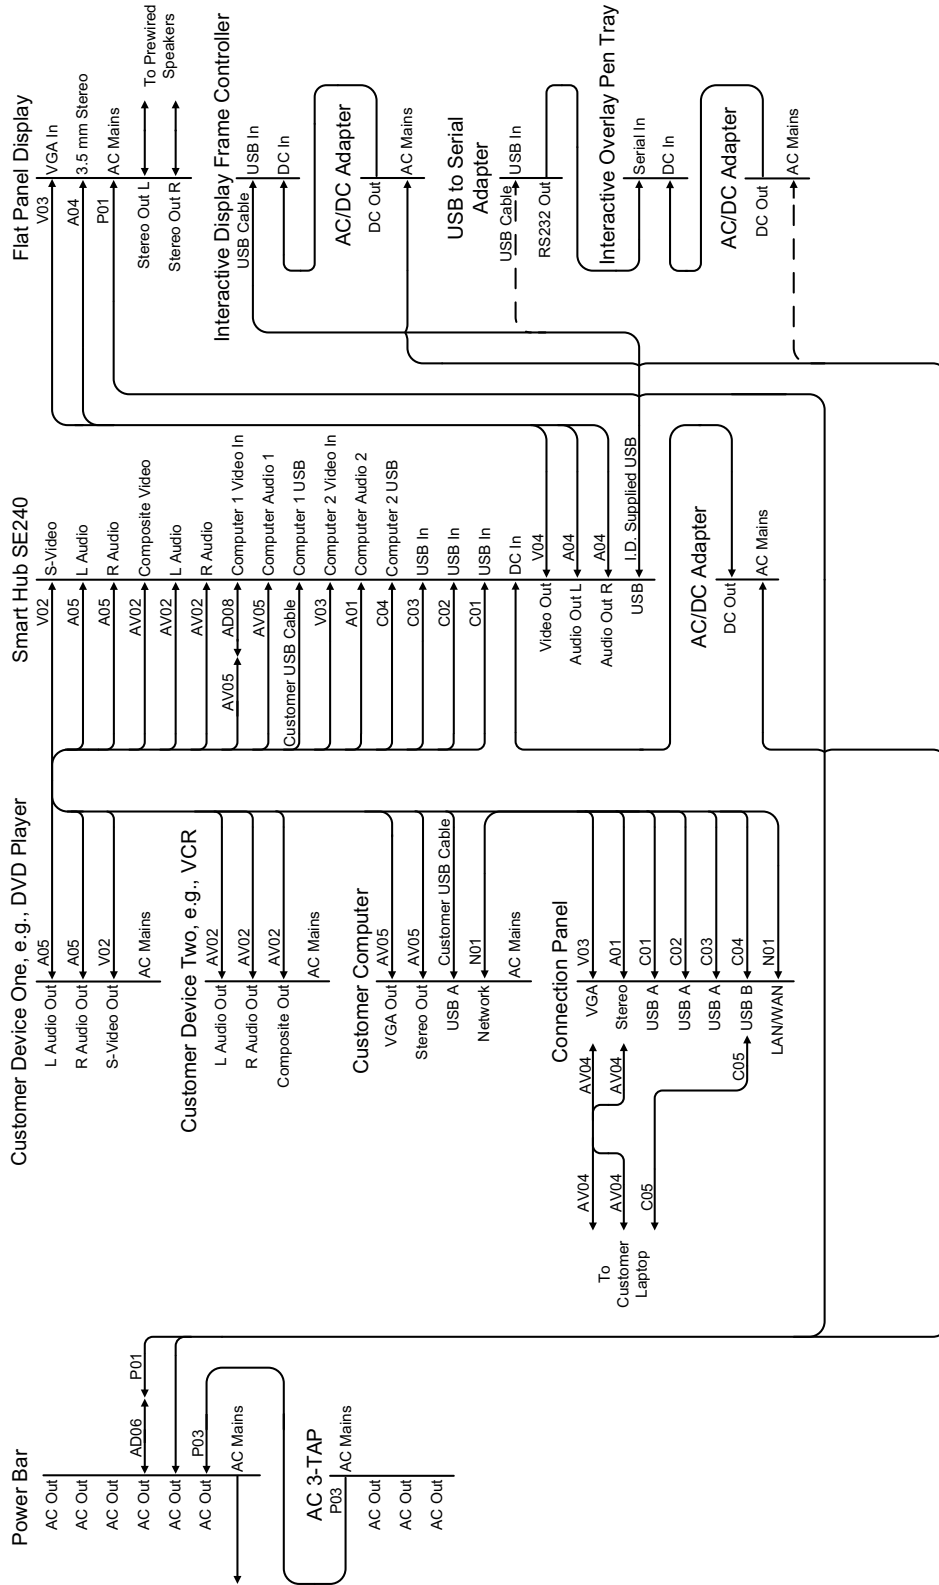 Power Bar
AC Out
AC Out
AC Out
AC Out
AC Out
AC Out
AD06
P01
P03
AC Mains
AC 3-TAP
P03
AC Mains
AC Out
AC Out
AC Out
Customer Device One, e.g., DVD Player
L Audio Out
A05
R Audio Out
A05
S-Video Out
V02
AC Mains
Customer Device Two, e.g., VCR
L Audio Out
AV02
R Audio Out
AV02
Composite Out
AV02
AC Mains
Customer Computer
VGA Out
AV05
Stereo Out
AV05
USB A
Customer USB Cable
Network
N01
AC Mains
Connection Panel
AV04
AV04
VGA
V03
AV04
AV04
Stereo
A01
C05
USB A
C01
USB A
C02
USB A
C03
C05
USB B
C04
LAN/WAN
N01
To
Customer
Laptop
Smart Hub SE240
V02
S-Video
A05
L Audio
A05
R Audio
AV02
Composite Video
AV02
L Audio
AV02
R Audio
AV05
AD08
Computer 1 Video In
AV05
Computer Audio 1
Customer USB Cable
Computer 1 USB
V03
Computer 2 Video In
A01
Computer Audio 2
C04
Computer 2 USB
C03
USB In
C02
USB In
C01
USB In
DC In
Video Out
V04
Audio Out L
A04
Audio Out R
A04
USB
I.D. Supplied USB
AC/DC Adapter
DC Out
AC Mains
Flat Panel Display
V03
VGA In
A04
3.5 mm Stereo
P01
AC Mains
Stereo Out L
Stereo Out R
To Prewired
Speakers
Interactive Display Frame Controller
USB Cable
USB In
DC In
AC/DC Adapter
DC Out
AC Mains
USB to Serial
Adapter
USB Cable
USB In
RS232 Out
Interactive Overlay Pen Tray
Serial In
DC In
AC/DC Adapter
DC Out
AC Mains